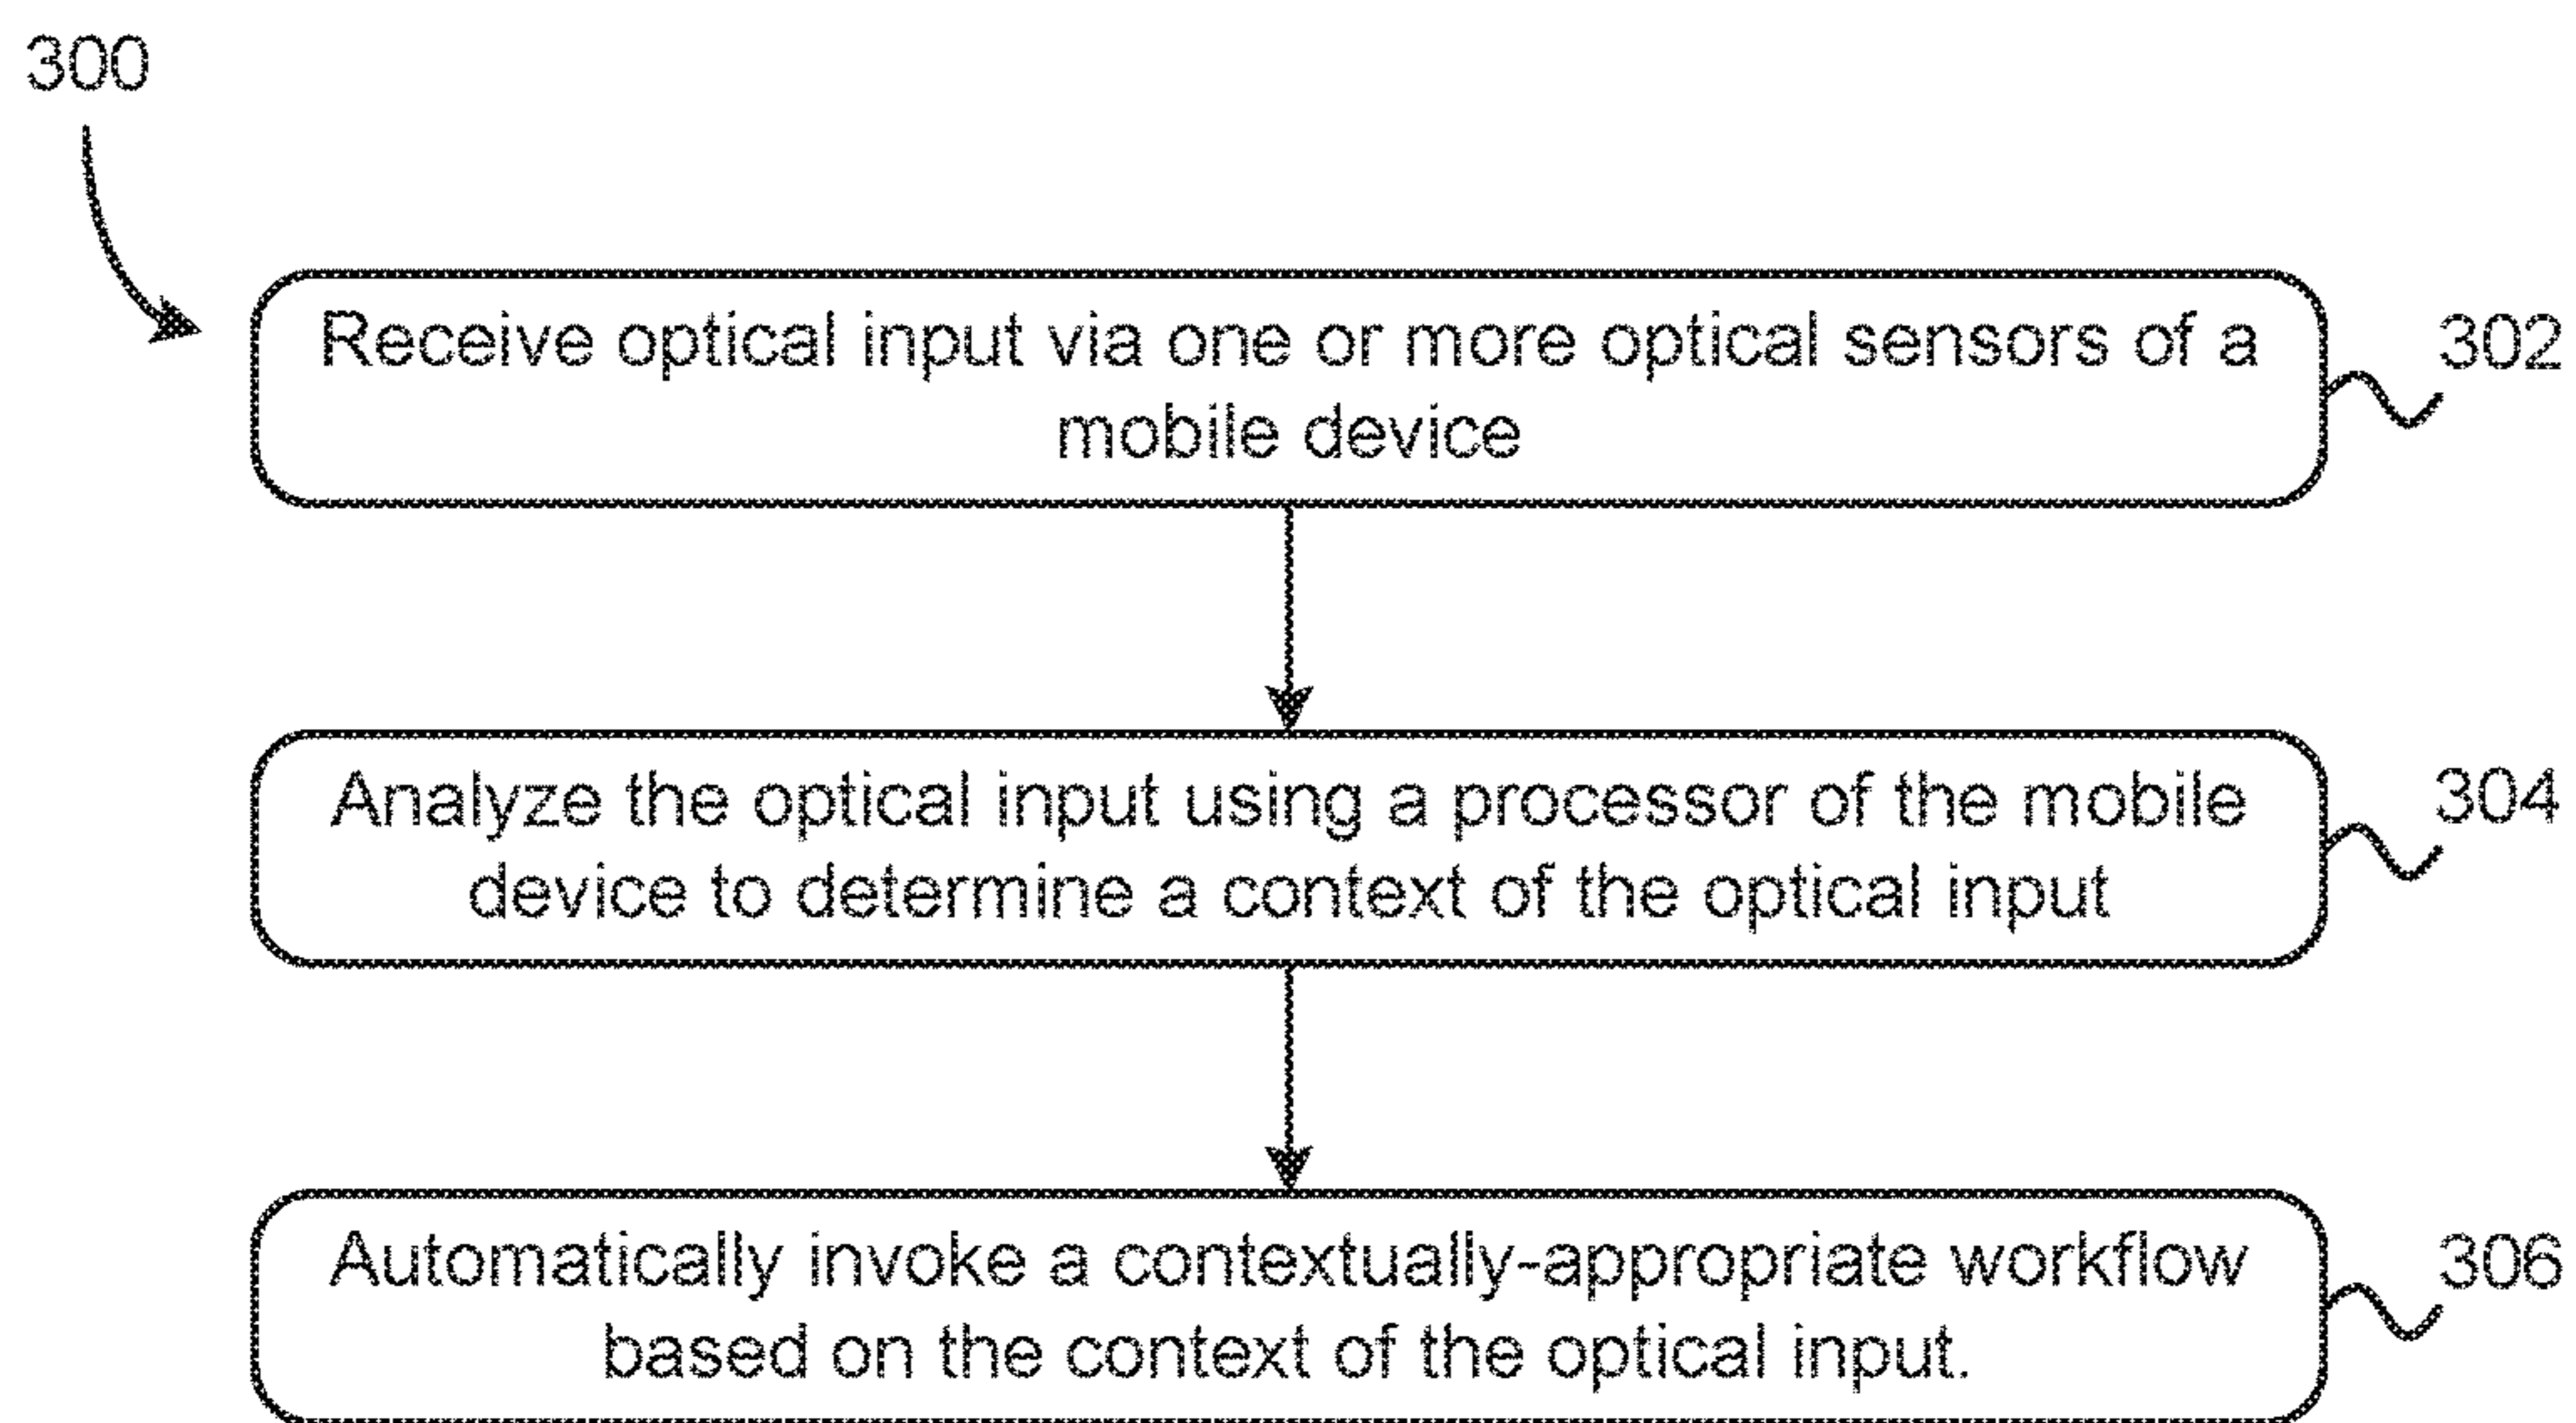 300
Receive optical input via one or more optical sensors of a
mobile device
302
Analyze the optical input using a processor of the mobile
device to determine a context of the optical input
304
Automatically invoke a contextually-appropriate workflow
based on the context of the optical input.
306